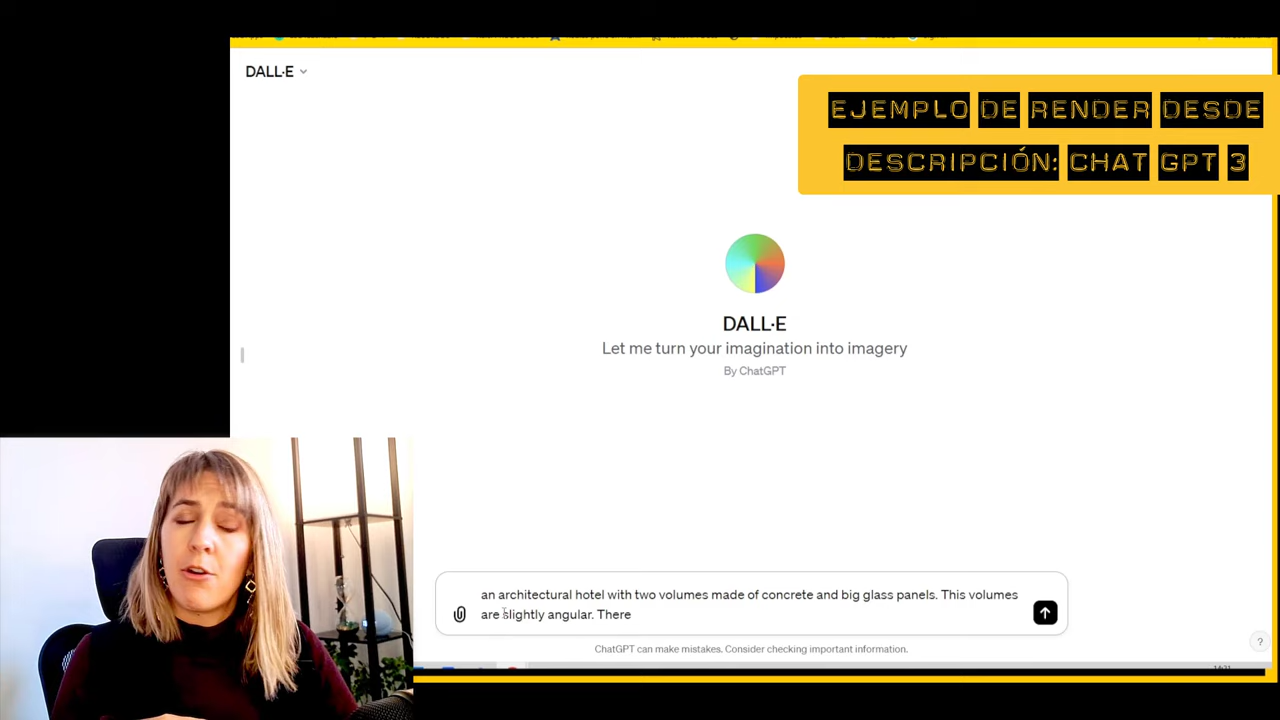 DALL·E
EJEMPLO DE RENDER DESDE
DESCRIPCIÓN: CHAT GPT 3
DALL·E
Let me turn your imagination into imagery
By ChatGPT
an architectural hotel with two volumes made of concrete and big glass panels. This volumes
are slightly angular. There
ChatGPT can make mistakes. Consider checking important information.
?